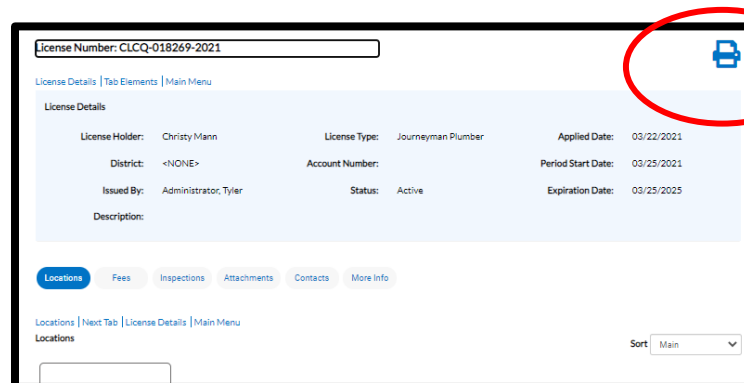 License Number: CLCQ-018269-2021
License Details | Tab Elements | Main Menu
License Details
License Holder: Christy Mann License Type: Journeyman Plumber Applied Date: 03/22/2021
District: <NONE> Account Number: Period Start Date: 03/25/2021
Issued By: Administrator, Tyler Status: Active Expiration Date: 03/25/2025
Description:
Locations Fees Inspections Attachments Contacts More Info
Locations | Next Tab | License Details | Main Menu
Locations
Sort Main